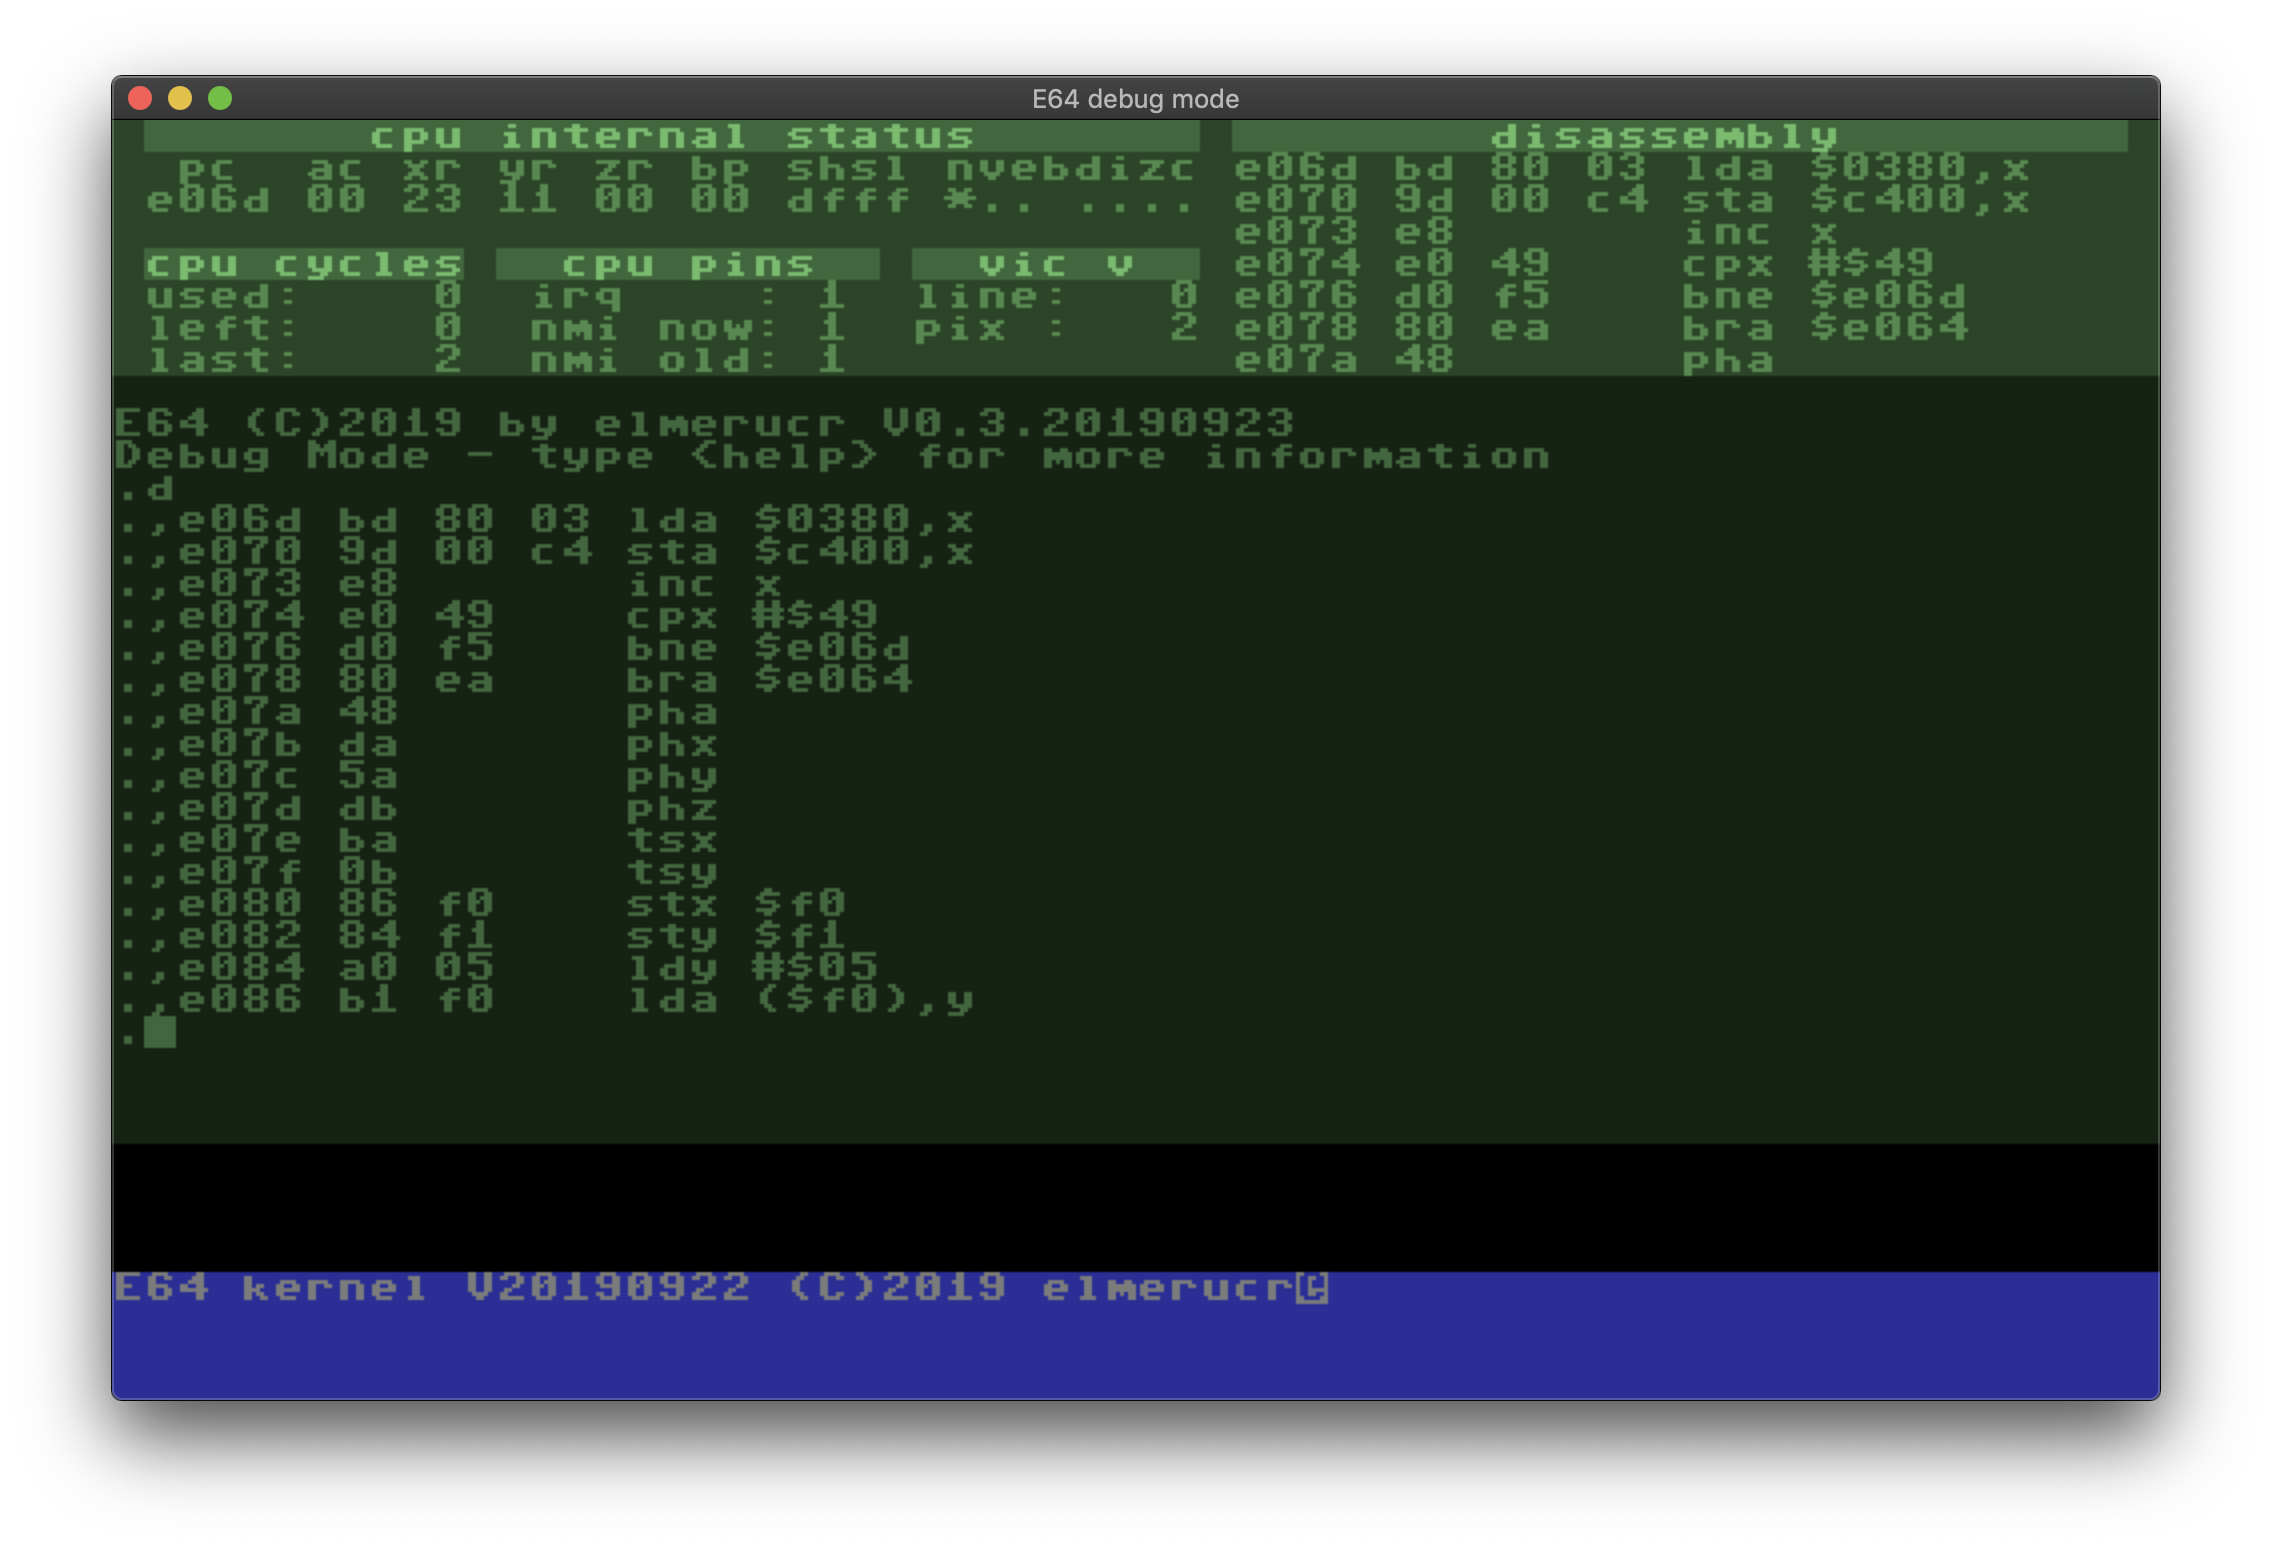 E64 debug mode
cpu internal status
pc ac xr yr zr bp shsl nvebdizc
e06d 00 23 11 00 00 dfff *.. ....
cpu cycles cpu pins vic v
used: 0 irq : 1 line: 0
left: 0 nmi now: 1 pix : 2
last: 2 nmi old: 1
disassembly
e06d bd 80 03 lda $0380,x
e070 9d 00 c4 sta $c400,x
e073 e8 inc x
e074 e0 49 cpx #$49
e076 d0 f5 bne $e06d
e078 80 ea bra $e064
e07a 48 pha
E64 (C)2019 by elmerucr V0.3.20190923
Debug Mode - type <help> for more information
.d
.,e06d bd 80 03 lda $0380,x
.,e070 9d 00 c4 sta $c400,x
.,e073 e8 inc x
.,e074 e0 49 cpx #$49
.,e076 d0 f5 bne $e06d
.,e078 80 ea bra $e064
.,e07a 48 pha
.,e07b da phx
.,e07c 5a phy
.,e07d db phz
.,e07e ba tsx
.,e07f 0b tsy
.,e080 86 f0 stx $f0
.,e082 84 f1 sty $f1
.,e084 a0 05 ldy #$05
.,e086 b1 f0 lda ($f0),y
.
E64 kernel V20190922 (C)2019 elmerucr